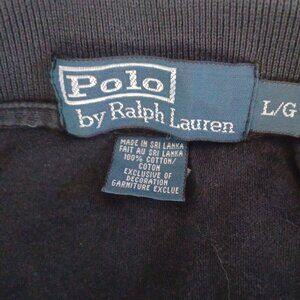 Polo
by Ralph Lauren
L/G
MADE IN SRI LANKA
FAIT AU SRI LANKA
100% COTTON/
COTON
EXCLUSIVE OF
DECORATION
GARNITURE EXCLUE